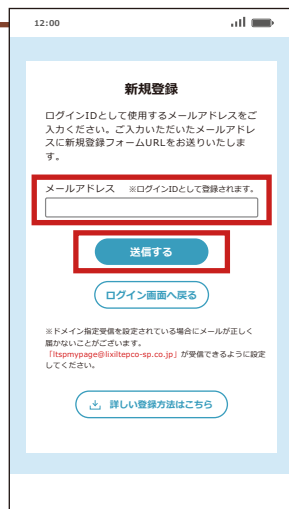 12:00
新規登録
ログインIDとして使用するメールアドレスをご
入力ください。ご入力いただいたメールアドレ
スに新規登録フォームURLをお送りいたしま
す。
メールアドレス ※ログインIDとして登録されます。
送信する
ログイン画面へ戻る
※ドメイン指定受信を設定されている場合にメールが正しく
届かないことがございます。
「ltspmypage@lixiltepco-sp.co.jp」が受信できるように設定
してください。
詳しい登録方法はこちら